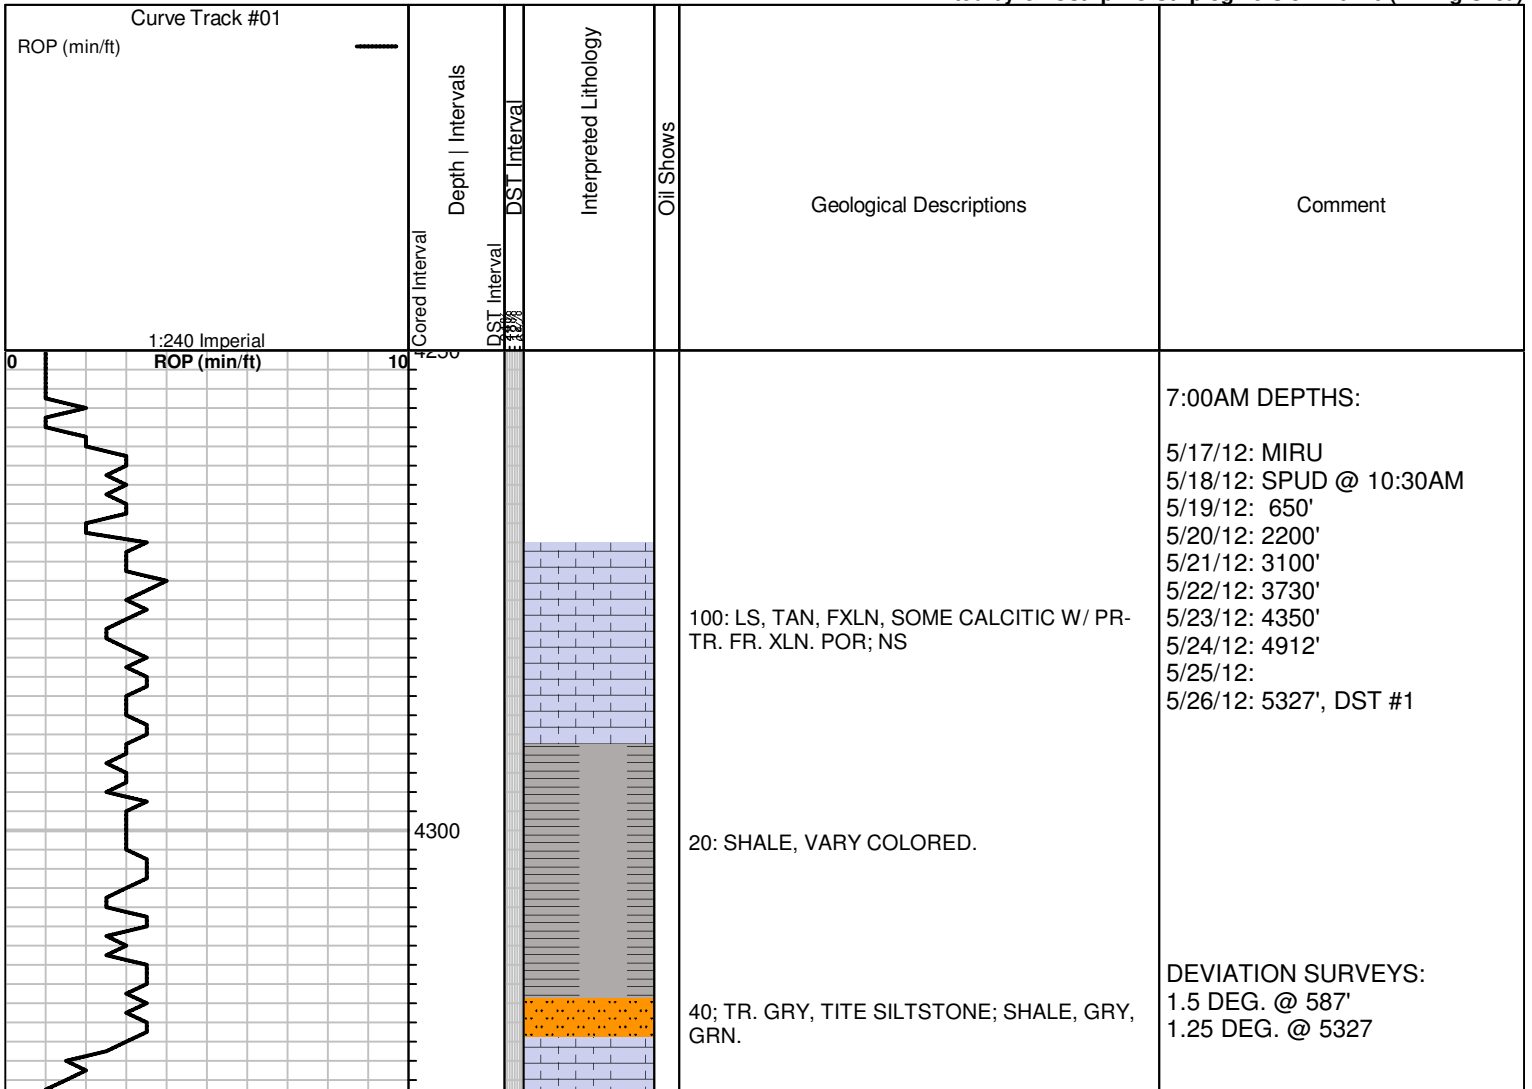 Curve Track #01
ROP (min/ft)
1:240 Imperial
Cored Interval
Depth | Intervals
DST Interval
DST Interval
Interpreted Lithology
Oil Shows
Geological Descriptions
Comment
0 ROP (min/ft) 10
4250
7:00AM DEPTHS:
5/17/12: MIRU
5/18/12: SPUD @ 10:30AM
5/19/12: 650'
5/20/12: 2200'
5/21/12: 3100'
5/22/12: 3730'
5/23/12: 4350'
5/24/12: 4912'
5/25/12:
5/26/12: 5327', DST #1
100: LS, TAN, FXLN, SOME CALCITIC W/ PR-
TR. FR. XLN. POR; NS
4300
20: SHALE, VARY COLORED.
40; TR. GRY, TITE SILTSTONE; SHALE, GRY,
GRN.
DEVIATION SURVEYS:
1.5 DEG. @ 587'
1.25 DEG. @ 5327